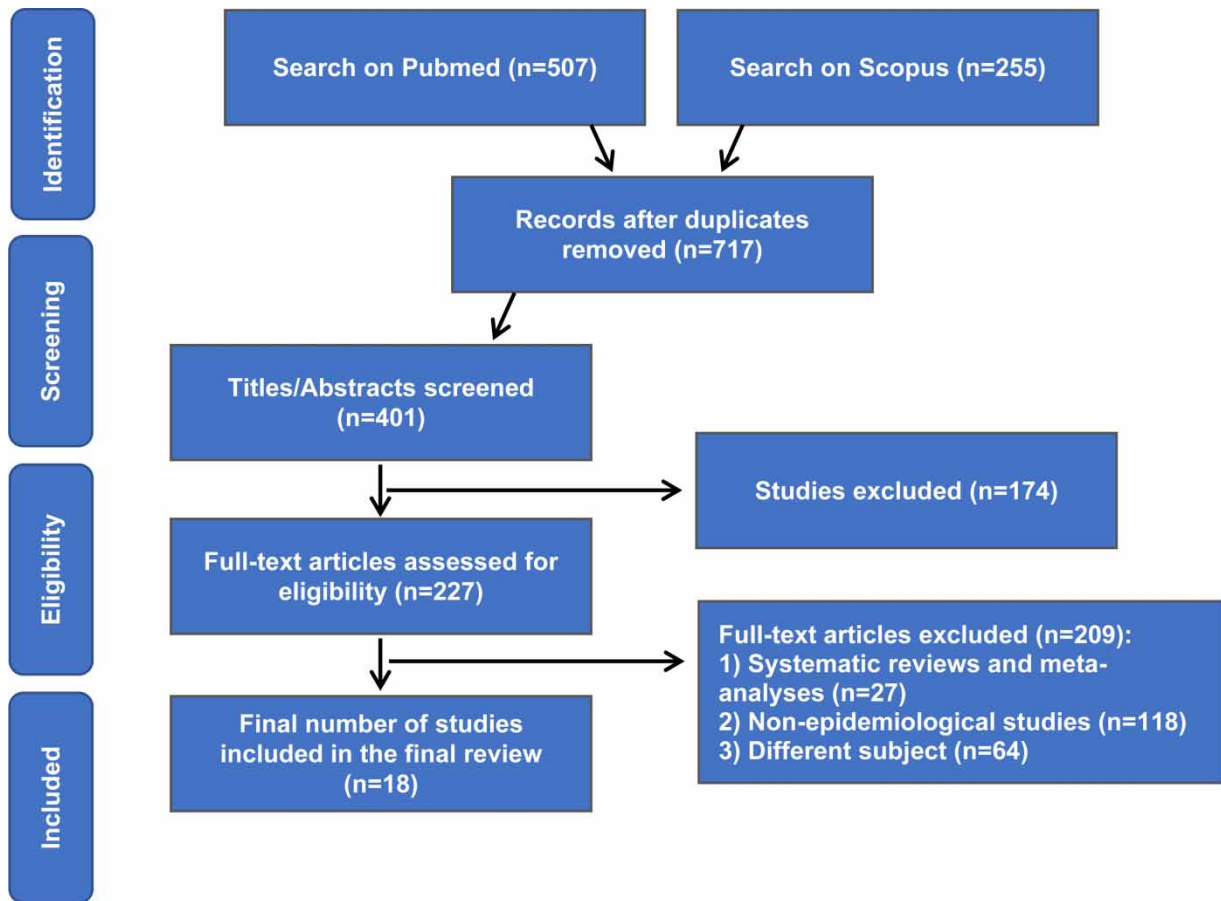 Identification
Search on Pubmed (n=507)
Search on Scopus (n=255)
Records after duplicates
removed (n=717)
Screening
Titles/Abstracts screened
(n=401)
Studies excluded (n=174)
Eligibility
Full-text articles assessed for
eligibility (n=227)
Full-text articles excluded (n=209):
1) Systematic reviews and meta-
analyses (n=27)
2) Non-epidemiological studies (n=118)
3) Different subject (n=64)
Included
Final number of studies
included in the final review
(n=18)